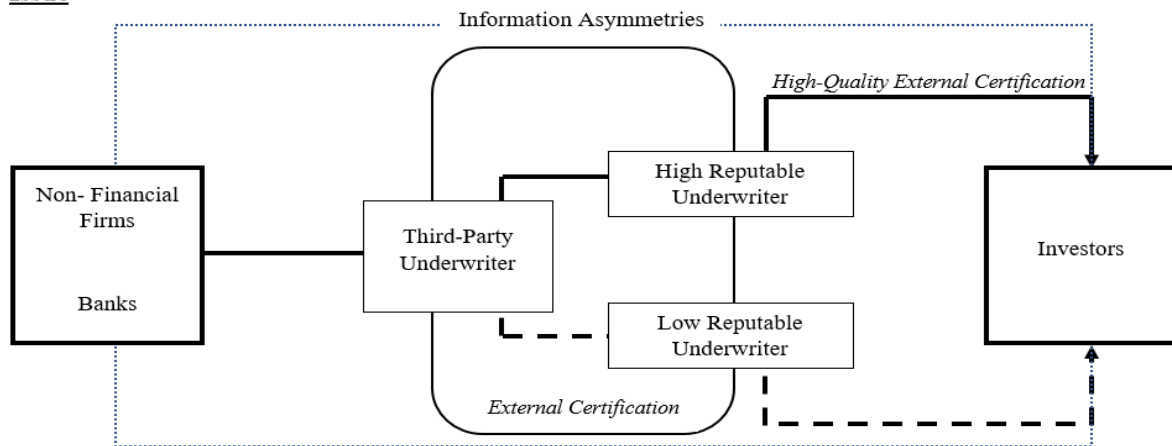 Information Asymmetries
High-Quality External Certification
Non- Financial
Firms
Banks
Third-Party
Underwriter
High Reputable
Underwriter
Low Reputable
Underwriter
Investors
External Certification